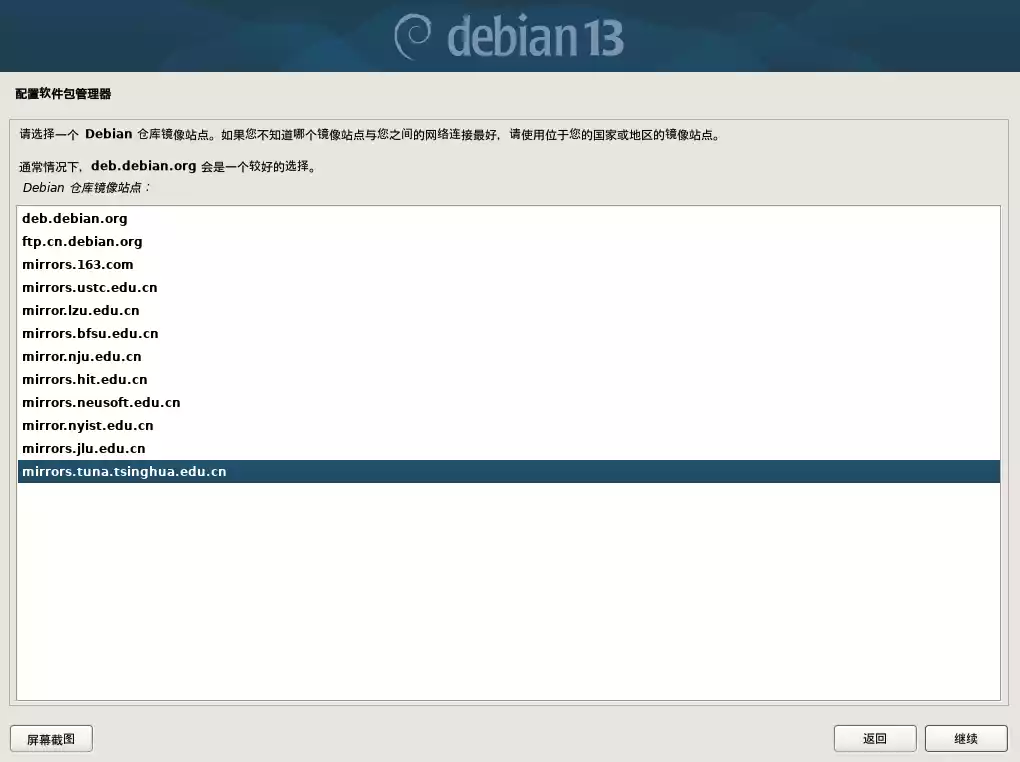 debian 13
配置软件包管理器
请选择一个 Debian 仓库镜像站点。如果您不知道哪个镜像站点与您之间的网络连接最好，请使用位于您的国家或地区的镜像站点。
通常情况下，deb.debian.org 会是一个较好的选择。
Debian 仓库镜像站点：
deb.debian.org
ftp.cn.debian.org
mirrors.163.com
mirrors.ustc.edu.cn
mirror.lzu.edu.cn
mirrors.bfsu.edu.cn
mirror.nju.edu.cn
mirrors.hit.edu.cn
mirrors.neusoft.edu.cn
mirror.nyist.edu.cn
mirrors.jlu.edu.cn
mirrors.tuna.tsinghua.edu.cn
屏幕截图
返回
继续